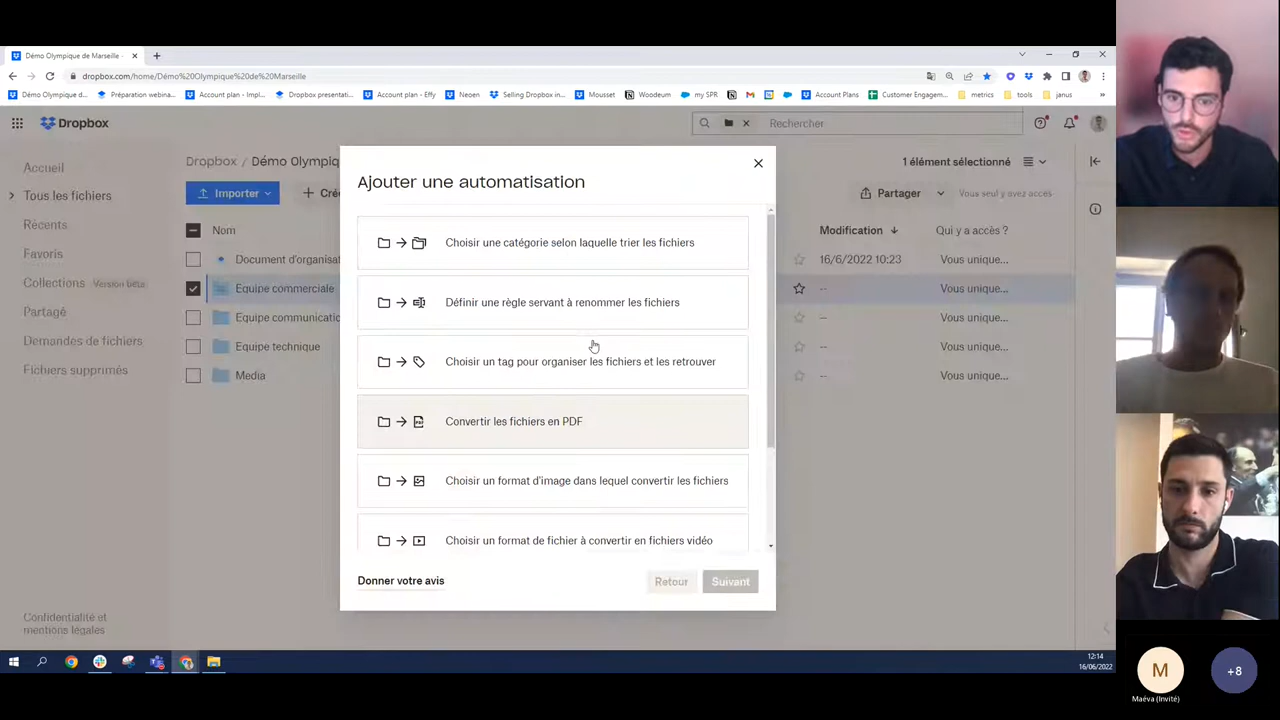 Démo Olympique de Marseille -
dropbox.com/home/Démo%20Olympique%20de%20Marseille
Démo Olympique d... Préparation webina... Account plan - Impl... Dropbox presentati... Account plan - Effy Neoen Selling Dropbox in... Mousset Woodeum my SPR Account Plans Customer Engagem... metrics tools janus
Dropbox
Rechercher
Ajouter une automatisation
Accueil
Dropbox / Démo Olymp
1 élément sélectionné
Tous les fichiers
Importer
Cré
Partager
Vous seul y avez accès
Récents
Nom
Choisir une catégorie selon laquelle trier les fichiers
Modification
Qui y a accès ?
Favoris
Document d'organisat
16/6/2022 10:23
Vous unique...
Collections Version bêta
Equipe commerciale
Définir une règle servant à renommer les fichiers
--
Vous unique...
Partagé
Equipe communicatio
--
Vous unique...
Demandes de fichiers
Equipe technique
Choisir un tag pour organiser les fichiers et les retrouver
--
Vous unique...
Fichiers supprimés
Media
--
Vous unique...
Convertir les fichiers en PDF
Choisir un format d'image dans lequel convertir les fichiers
Choisir un format de fichier à convertir en fichiers vidéo
Donner votre avis
Retour
Suivant
Confidentialité et
mentions légales
12:14
16/06/2022
M
+8
Maéva (Invité)